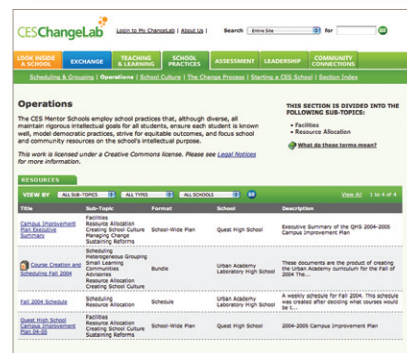 CESChangeLab
Login to My ChangeLab | About Us |
Search Entire Site for GO
LOOK INSIDE A SCHOOL
EXCHANGE
TEACHING & LEARNING
SCHOOL PRACTICES
ASSESSMENT
LEADERSHIP
COMMUNITY CONNECTIONS
Scheduling & Grouping | Operations | School Culture | The Change Process | Starting a CES School | Section Index
Operations
The CES Mentor Schools employ school practices that, although diverse, all
maintain rigorous intellectual goals for all students, ensure each student is known
well, model democratic practices, strive for equitable outcomes, and focus school
and community resources on the school's intellectual purpose.
This work is licensed under a Creative Commons license. Please see Legal Notices
for more information.
THIS SECTION IS DIVIDED INTO THE
FOLLOWING SUB-TOPICS:
• Facilities
• Resource Allocation
What do these terms mean?
RESOURCES
VIEW BY ALL SUB-TOPICS ALL TYPES ALL SCHOOLS GO View All 1 to 4 of 4
Title Sub-Topic Format School Description
Campus Improvement
Plan Executive
Summary
Facilities
Resource Allocation
Creating School Culture
Managing Change
Sustaining Reforms
School-Wide Plan
Quest High School
Executive Summary of the QHS 2004-2005
Campus Improvement Plan
Course Creation and
Scheduling Fall 2004
Scheduling
Heterogeneous Grouping
Small Learning
Communities
Advisories
Resource Allocation
Creating School Culture
Bundle
Urban Academy
Laboratory High School
These documents are the product of creating
the Urban Academy curriculum for the Fall of
2004 The...
Fall 2004 Schedule
Scheduling
Resource Allocation
Schedule
Urban Academy
Laboratory High School
A weekly schedule for Fall 2004. This schedule
was created after deciding what courses would
be t...
Quest High School
Campus Improvement
Plan 04-05
Facilities
Resource Allocation
Creating School Culture
Sustaining Reforms
School-Wide Plan
Quest High School
2004-2005 Campus Improvement Plan